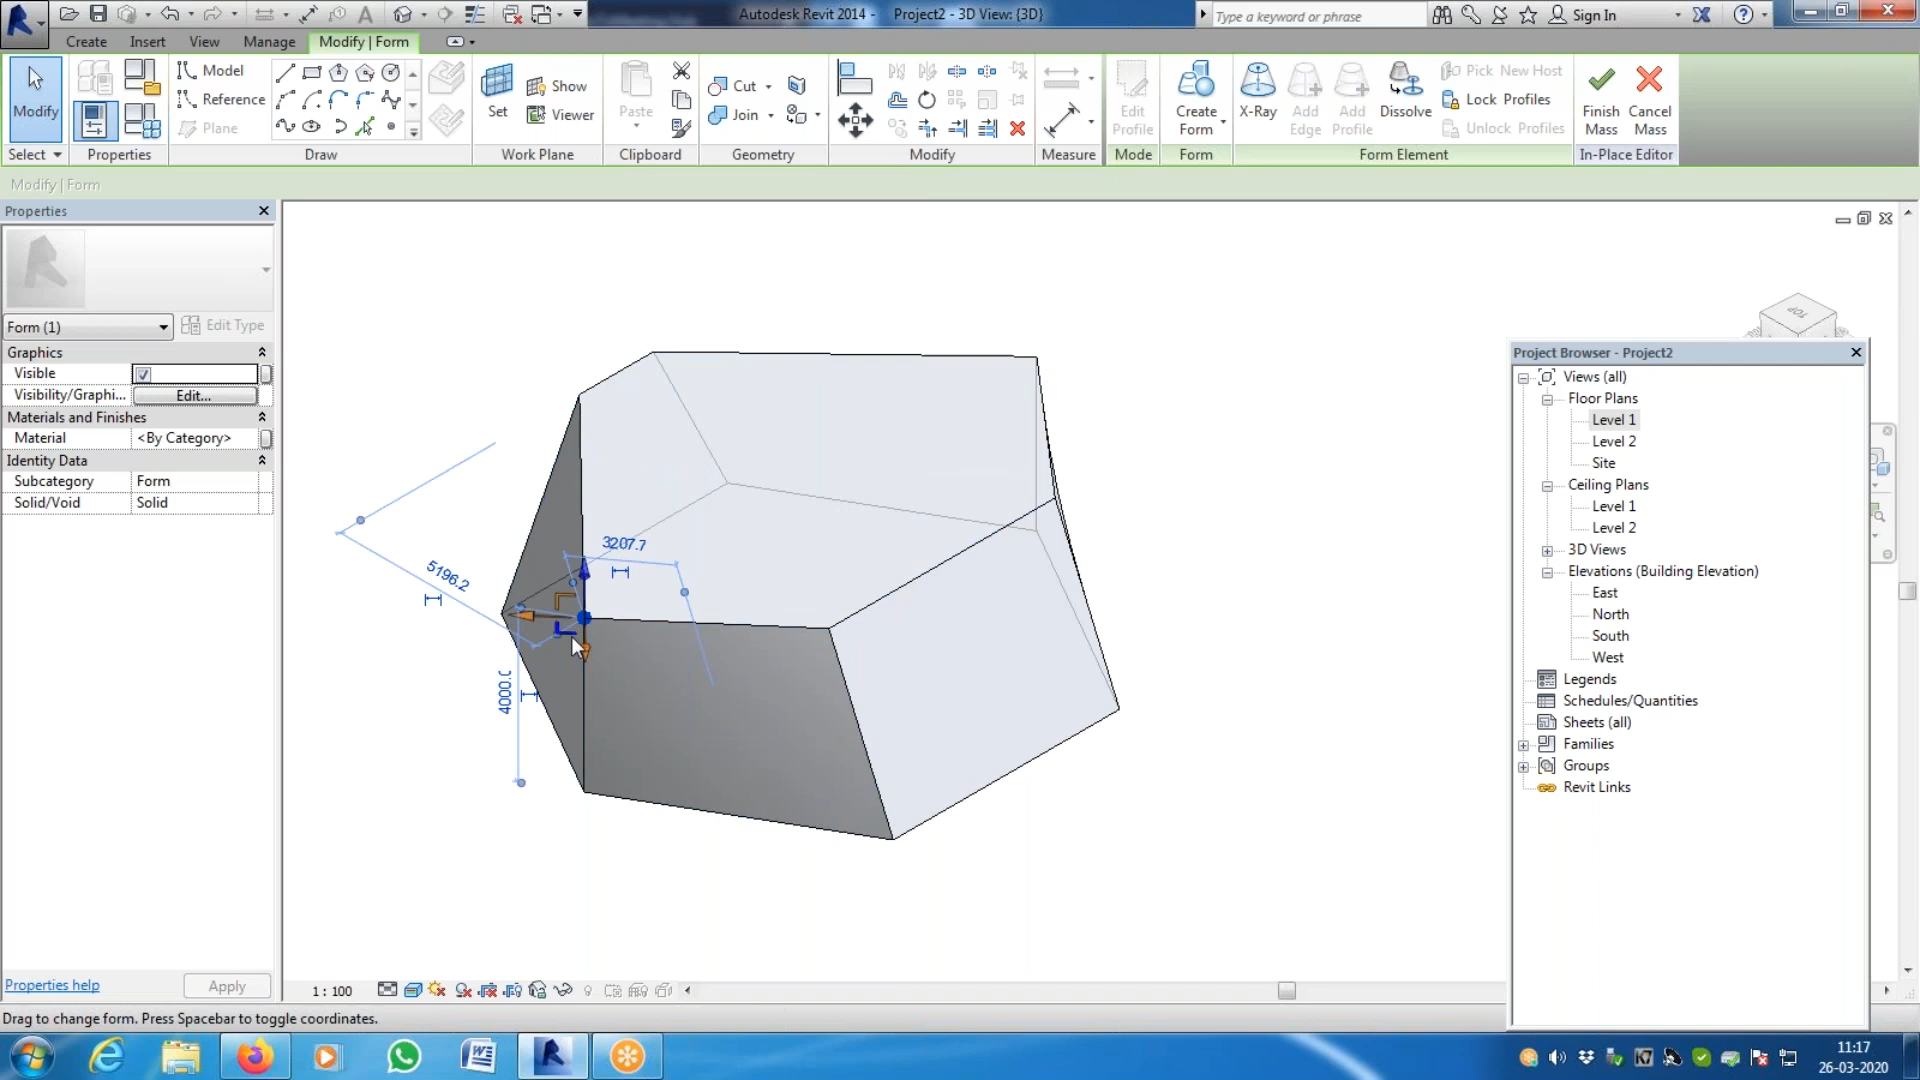 Autodesk Revit 2014 - Project2 - 3D View: {3D}
Type a keyword or phrase
Sign In
Create
Insert
View
Manage
Modify | Form
Modify
Model
Reference
Plane
Set
Show
Viewer
Paste
Cut
Join
Edit Profile
Create Form
X-Ray
Add Edge
Add Profile
Dissolve
Pick New Host
Lock Profiles
Unlock Profiles
Finish Mass
Cancel Mass
Select
Properties
Draw
Work Plane
Clipboard
Geometry
Modify
Measure
Mode
Form
Form Element
In-Place Editor
Modify | Form
Properties
Form (1)
Edit Type
Graphics
Visible
Visibility/Graphi...
Edit...
Materials and Finishes
Material
<By Category>
Identity Data
Subcategory
Form
Solid/Void
Solid
Properties help
Apply
3207.7
5196.2
4000.0
TOP
Project Browser - Project2
Views (all)
Floor Plans
Level 1
Level 2
Site
Ceiling Plans
Level 1
Level 2
3D Views
Elevations (Building Elevation)
East
North
South
West
Legends
Schedules/Quantities
Sheets (all)
Families
Groups
Revit Links
1 : 100
Drag to change form. Press Spacebar to toggle coordinates.
11:17
26-03-2020